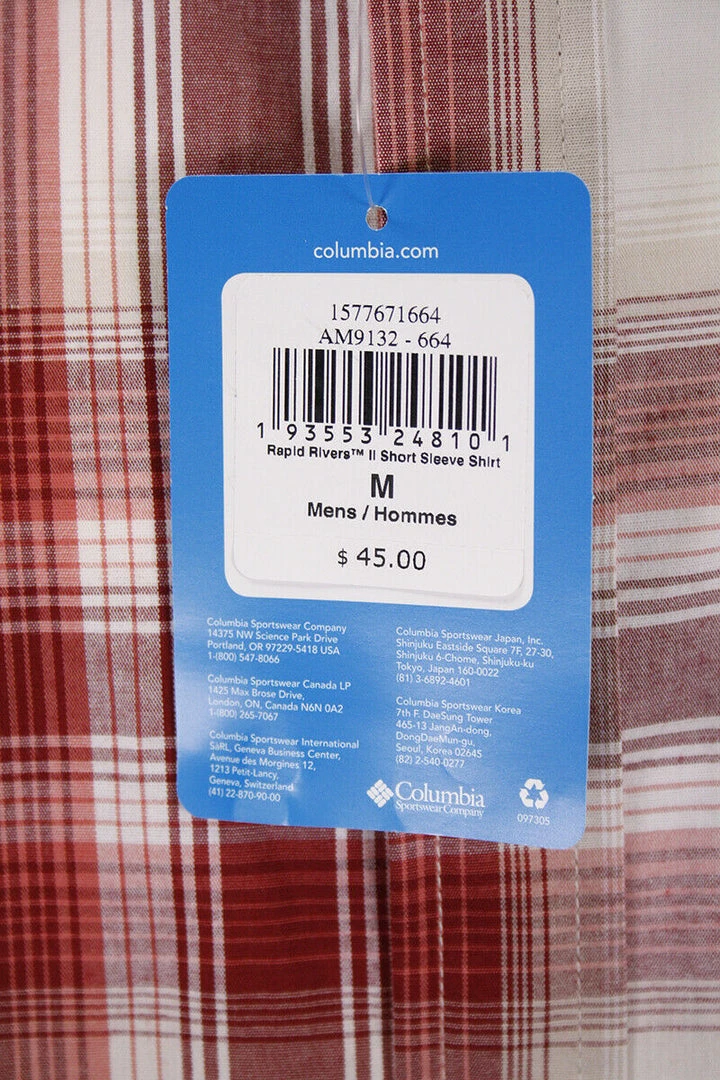 columbia.com
1577671664
AM9132 - 664
1 93553 24810 1
Rapid Rivers™ II Short Sleeve Shirt
M
Mens / Hommes
$ 45.00
Columbia Sportswear Company
14375 NW Science Park Drive
Portland, OR 97229-5418 USA
1-(800) 547-8066
Columbia Sportswear Canada LP
1425 Max Brose Drive,
London, ON, Canada N6N 0A2
1-(800) 265-7067
Columbia Sportswear International
SàRL, Geneva Business Center,
Avenue des Morgines 12,
1213 Petit-Lancy,
Geneva, Switzerland
(41) 22-870-90-00
Columbia Sportswear Japan, Inc.
Shinjuku Eastside Square 7F, 27-30,
Shinjuku 6-Chome, Shinjuku-ku
Tokyo, Japan 160-0022
(81) 3-6892-4601
Columbia Sportswear Korea
7th F. DaeSung Tower
465-13 JangAn-dong,
DongDaeMun-gu,
Seoul, Korea 02645
(82) 2-540-0277
Columbia
Sportswear Company
097305